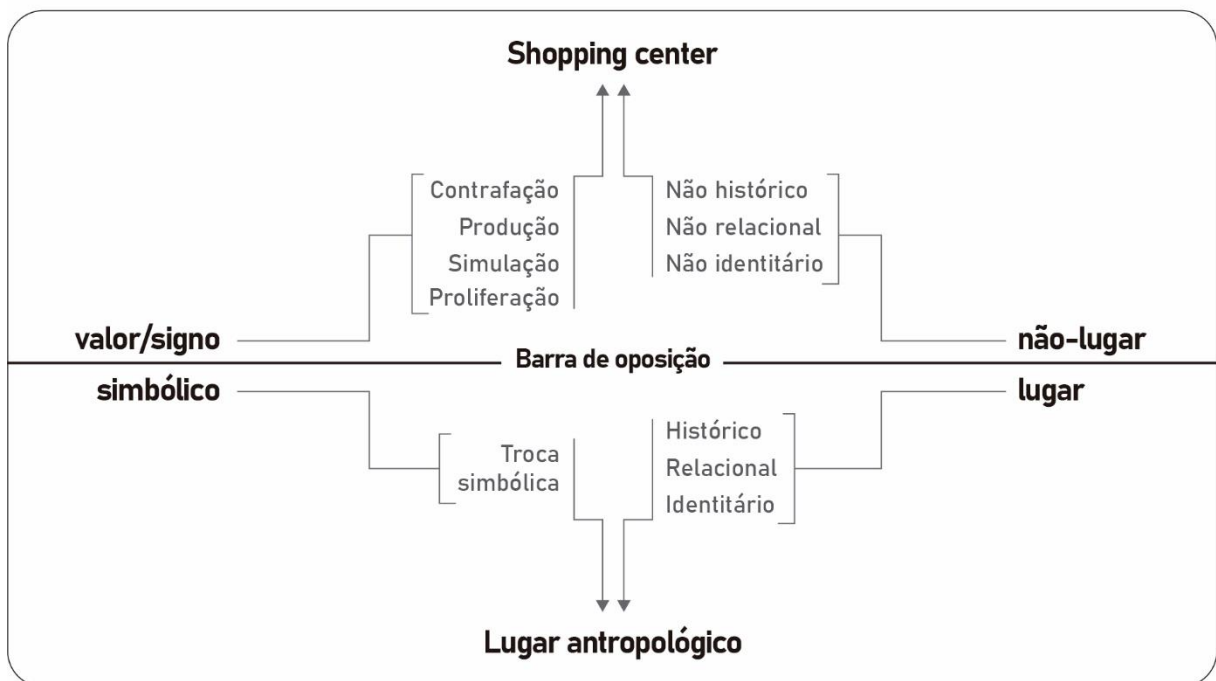 Shopping center
Contrafação
Produção
Simulação
Proliferação
Não histórico
Não relacional
Não identitário
valor/signo
não-lugar
Barra de oposição
simbólico
lugar
Troca
simbólica
Histórico
Relacional
Identitário
Lugar antropológico